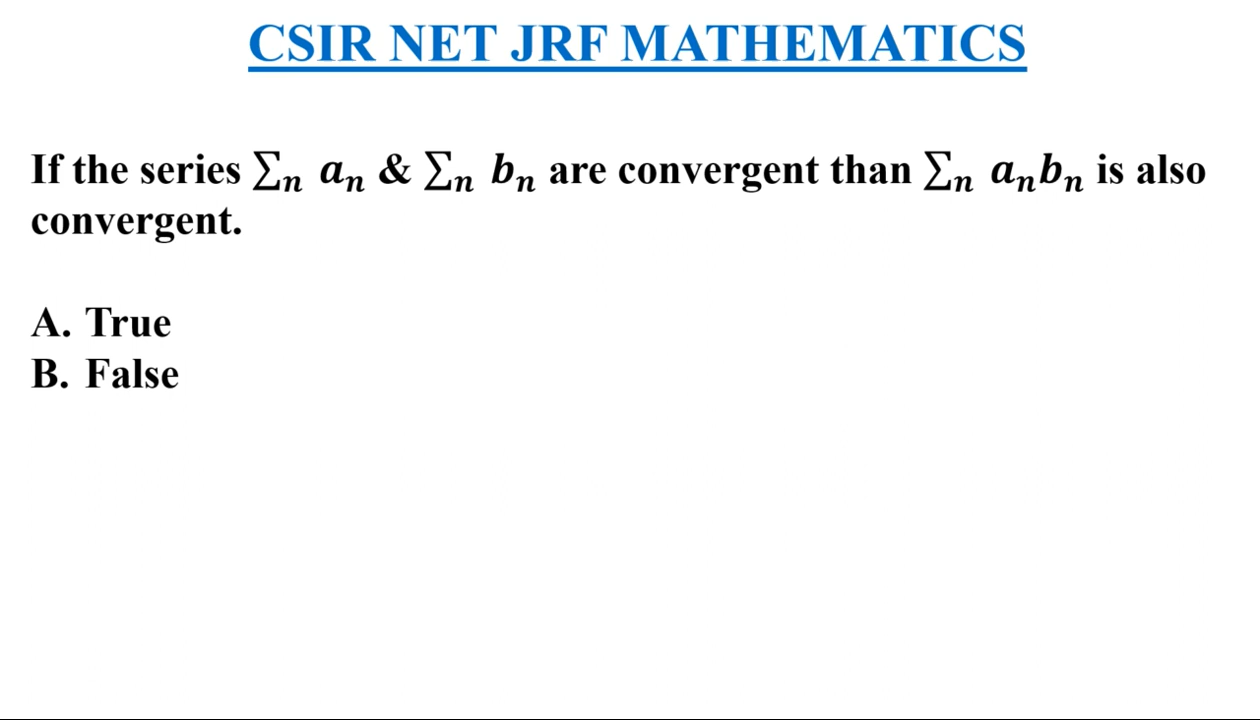 CSIR NET JRF MATHEMATICS
If the series ∑ₙ aₙ & ∑ₙ bₙ are convergent than ∑ₙ aₙbₙ is also
convergent.
A. True
B. False